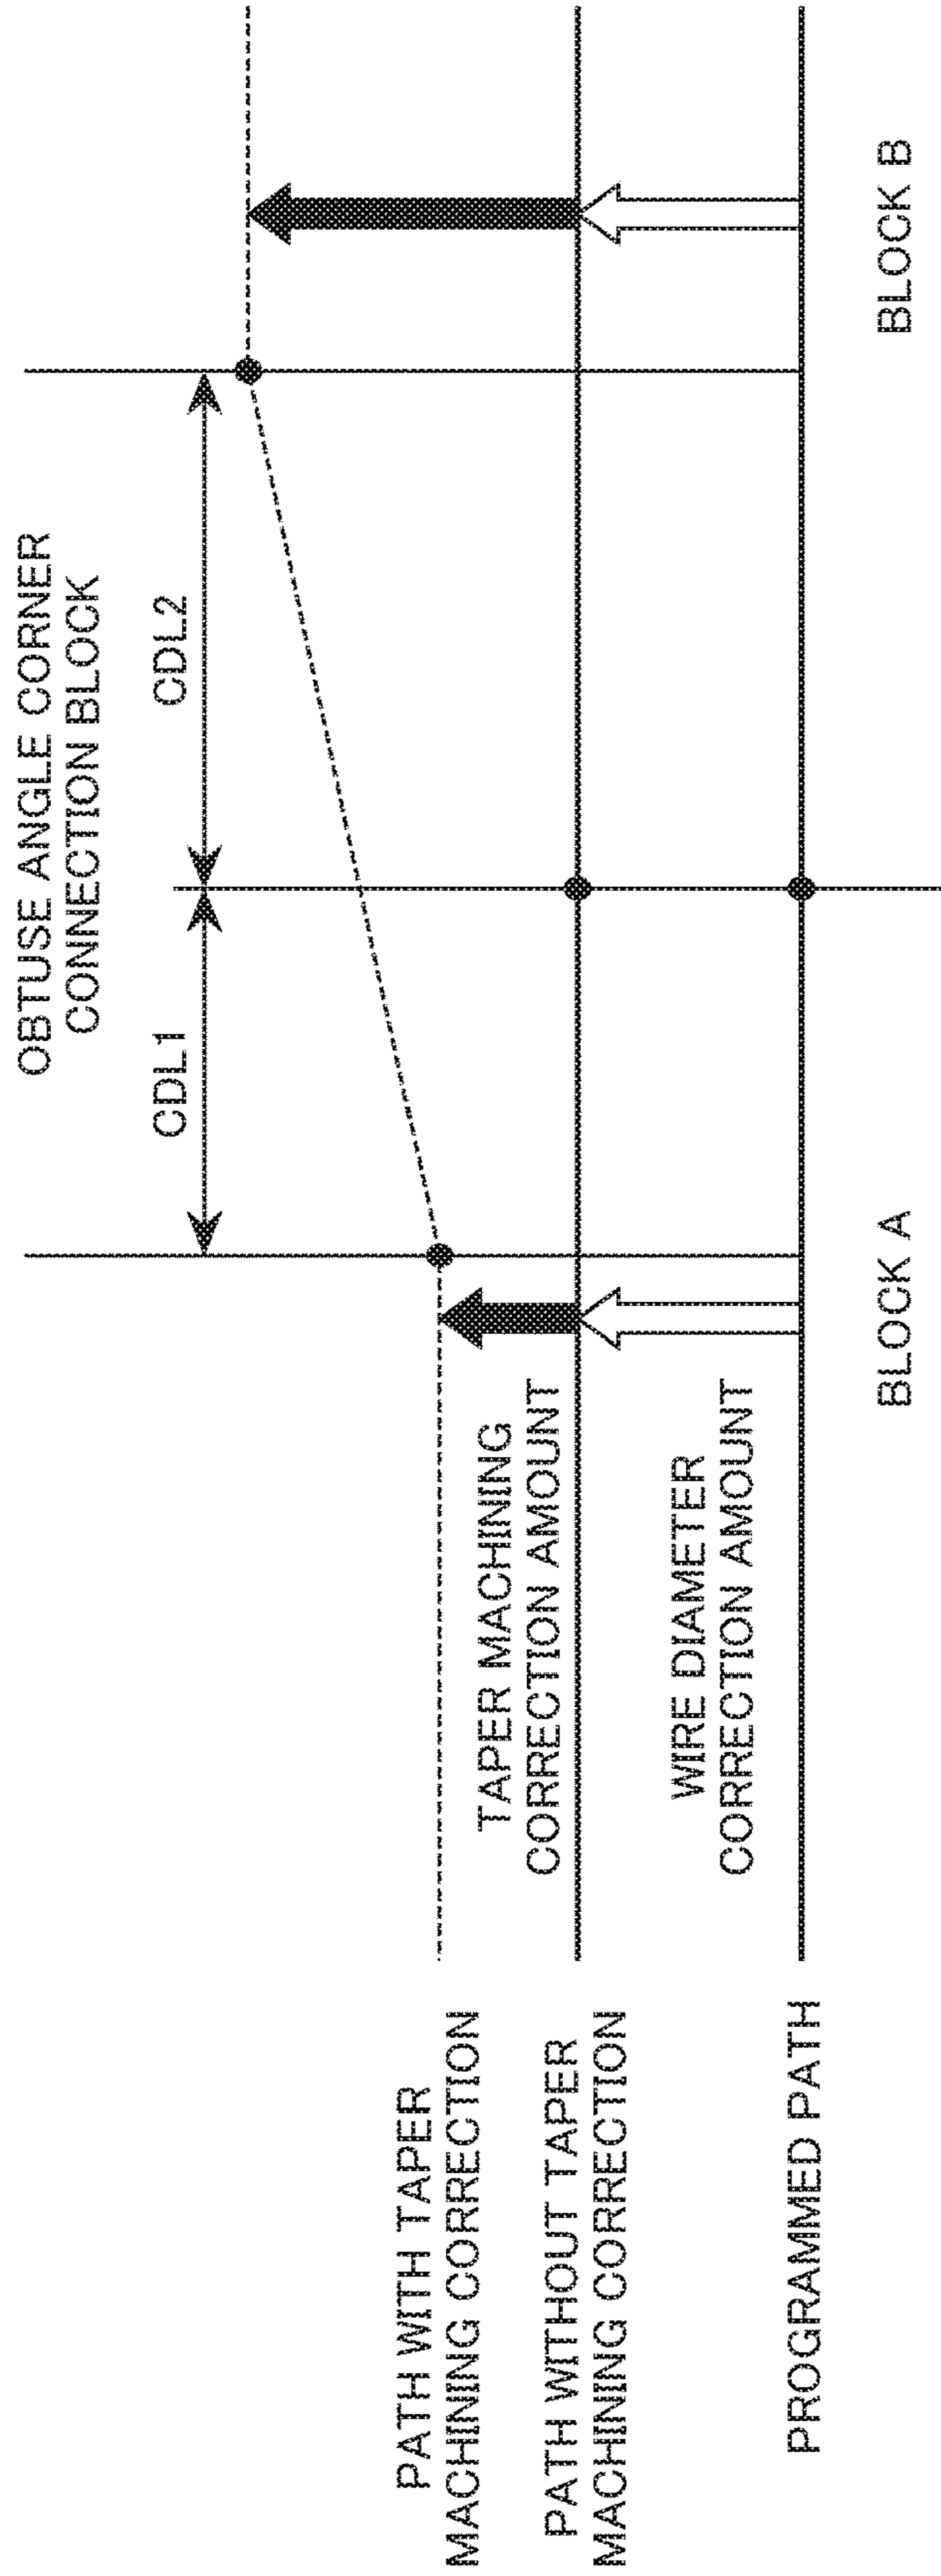 OBTUSE ANGLE CORNER
CONNECTION BLOCK
CDL1
CDL2
PATH WITH TAPER
MACHINING CORRECTION
TAPER MACHINING
CORRECTION AMOUNT
PATH WITHOUT TAPER
MACHINING CORRECTION
WIRE DIAMETER
CORRECTION AMOUNT
PROGRAMMED PATH
BLOCK A
BLOCK B